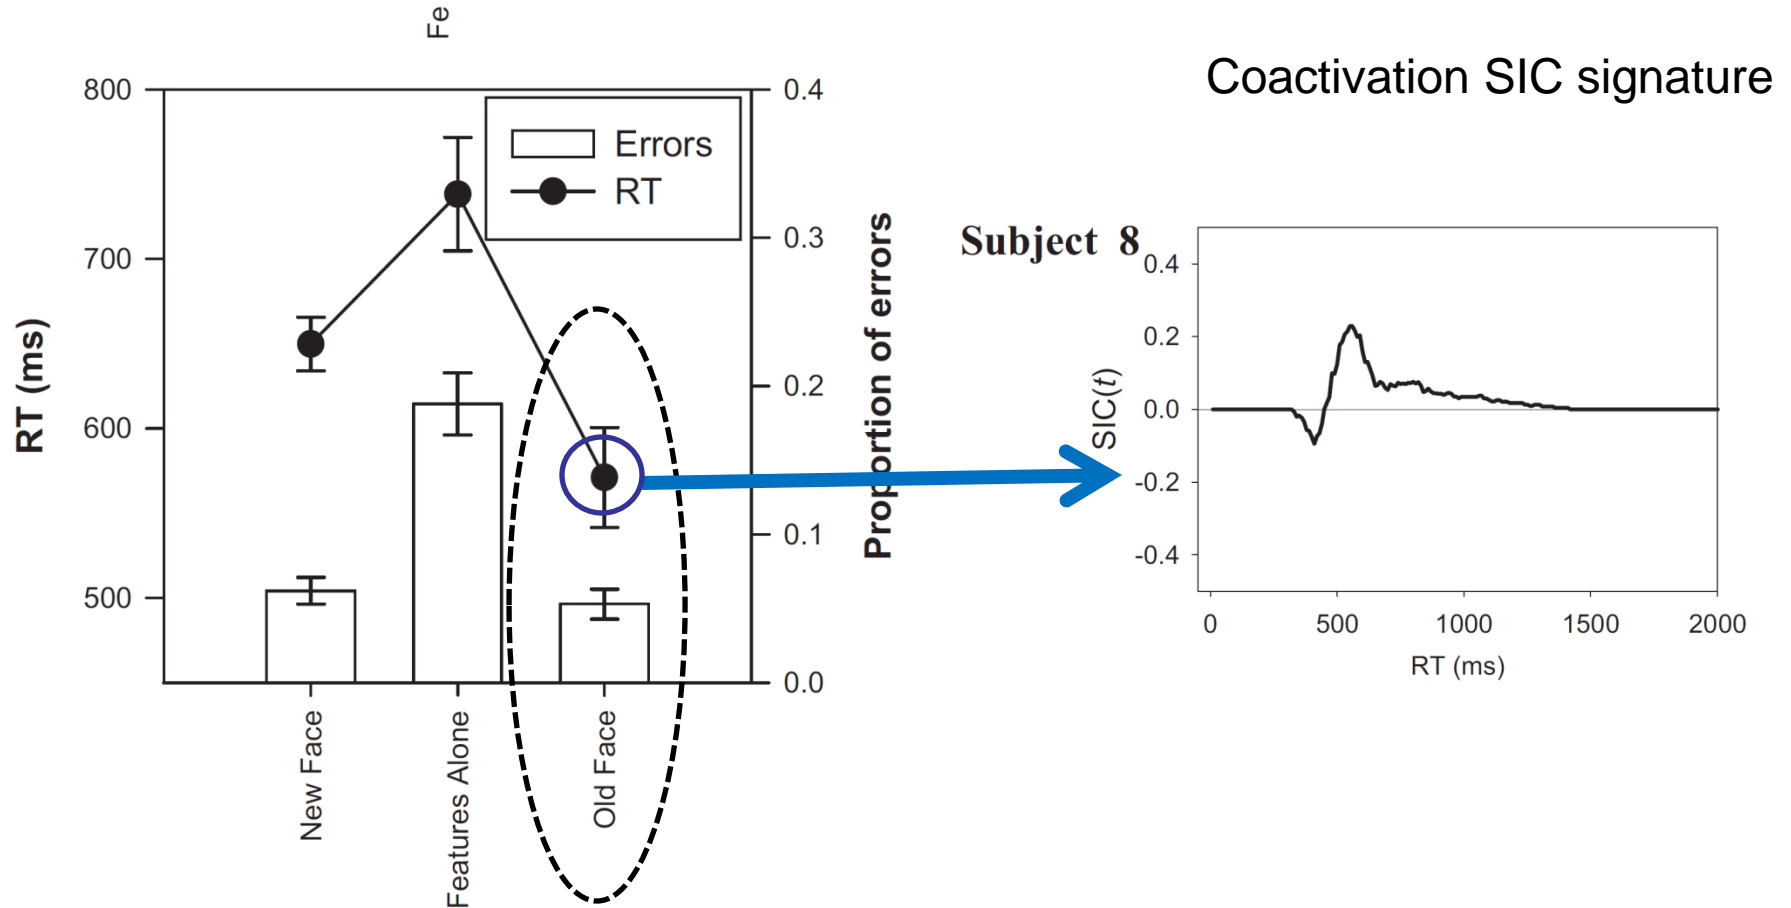 Fe
Coactivation SIC signature
800
700
600
500
RT (ms)
Errors
RT
0.4
0.3
0.2
0.1
0.0
Proportion of errors
New Face
Features Alone
Old Face
Subject 8
0.4
0.2
0.0
-0.2
-0.4
SIC(t)
0
500
1000
1500
2000
RT (ms)